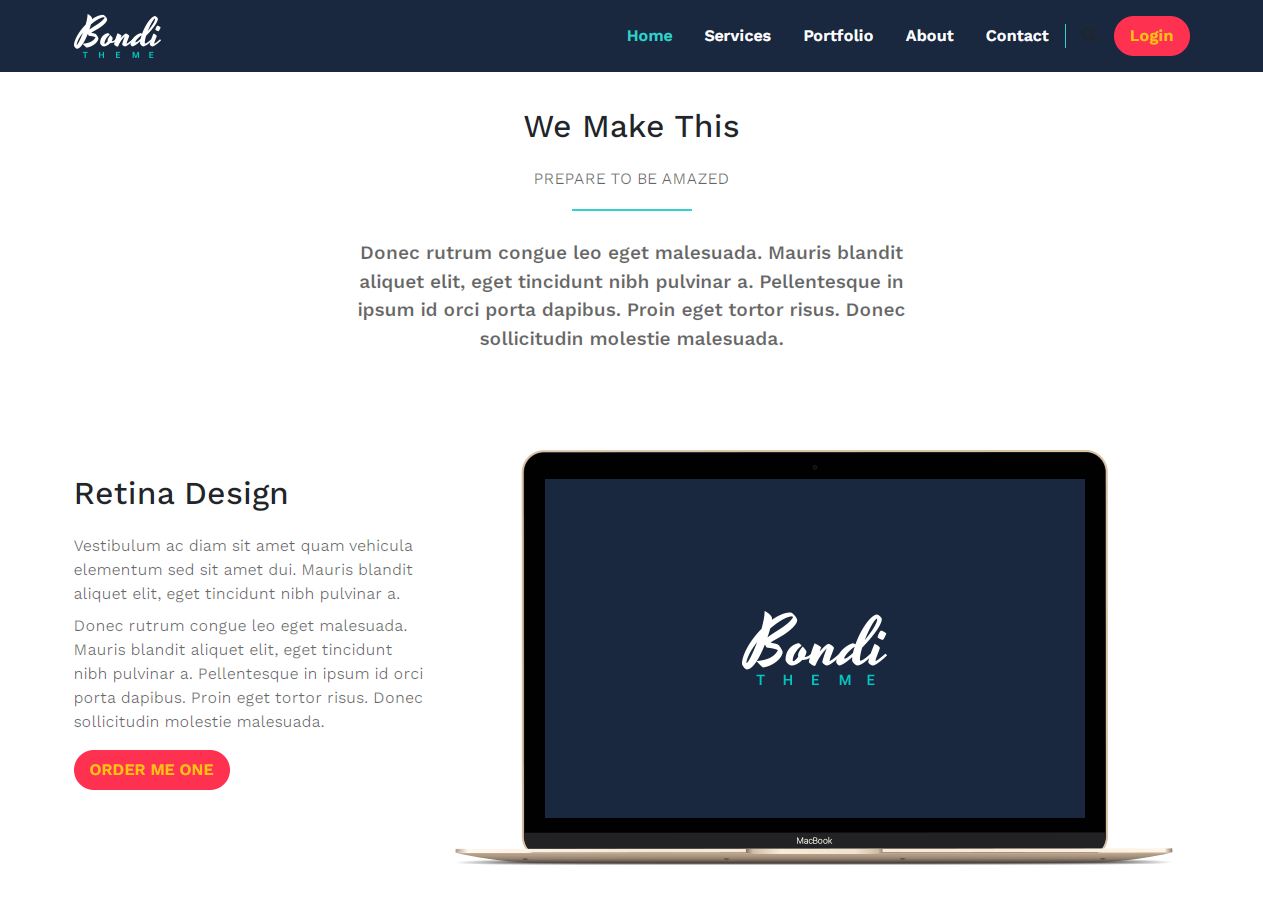 Bondi
THEME
Home Services Portfolio About Contact Login
We Make This
PREPARE TO BE AMAZED
Donec rutrum congue leo eget malesuada. Mauris blandit
aliquet elit, eget tincidunt nibh pulvinar a. Pellentesque in
ipsum id orci porta dapibus. Proin eget tortor risus. Donec
sollicitudin molestie malesuada.
Retina Design
Vestibulum ac diam sit amet quam vehicula
elementum sed sit amet dui. Mauris blandit
aliquet elit, eget tincidunt nibh pulvinar a.
Donec rutrum congue leo eget malesuada.
Mauris blandit aliquet elit, eget tincidunt
nibh pulvinar a. Pellentesque in ipsum id orci
porta dapibus. Proin eget tortor risus. Donec
sollicitudin molestie malesuada.
ORDER ME ONE
Bondi
THEME
MacBook